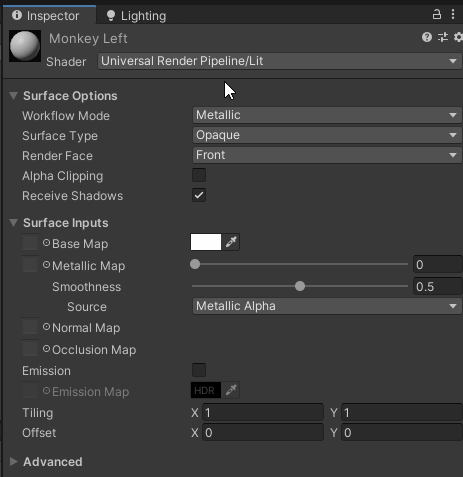 Inspector Lighting
Monkey Left
Shader Universal Render Pipeline/Lit
Surface Options
Workflow Mode Metallic
Surface Type Opaque
Render Face Front
Alpha Clipping
Receive Shadows
Surface Inputs
Base Map
Metallic Map 0
Smoothness 0.5
Source Metallic Alpha
Normal Map
Occlusion Map
Emission
Emission Map HDR
Tiling X 1 Y 1
Offset X 0 Y 0
Advanced